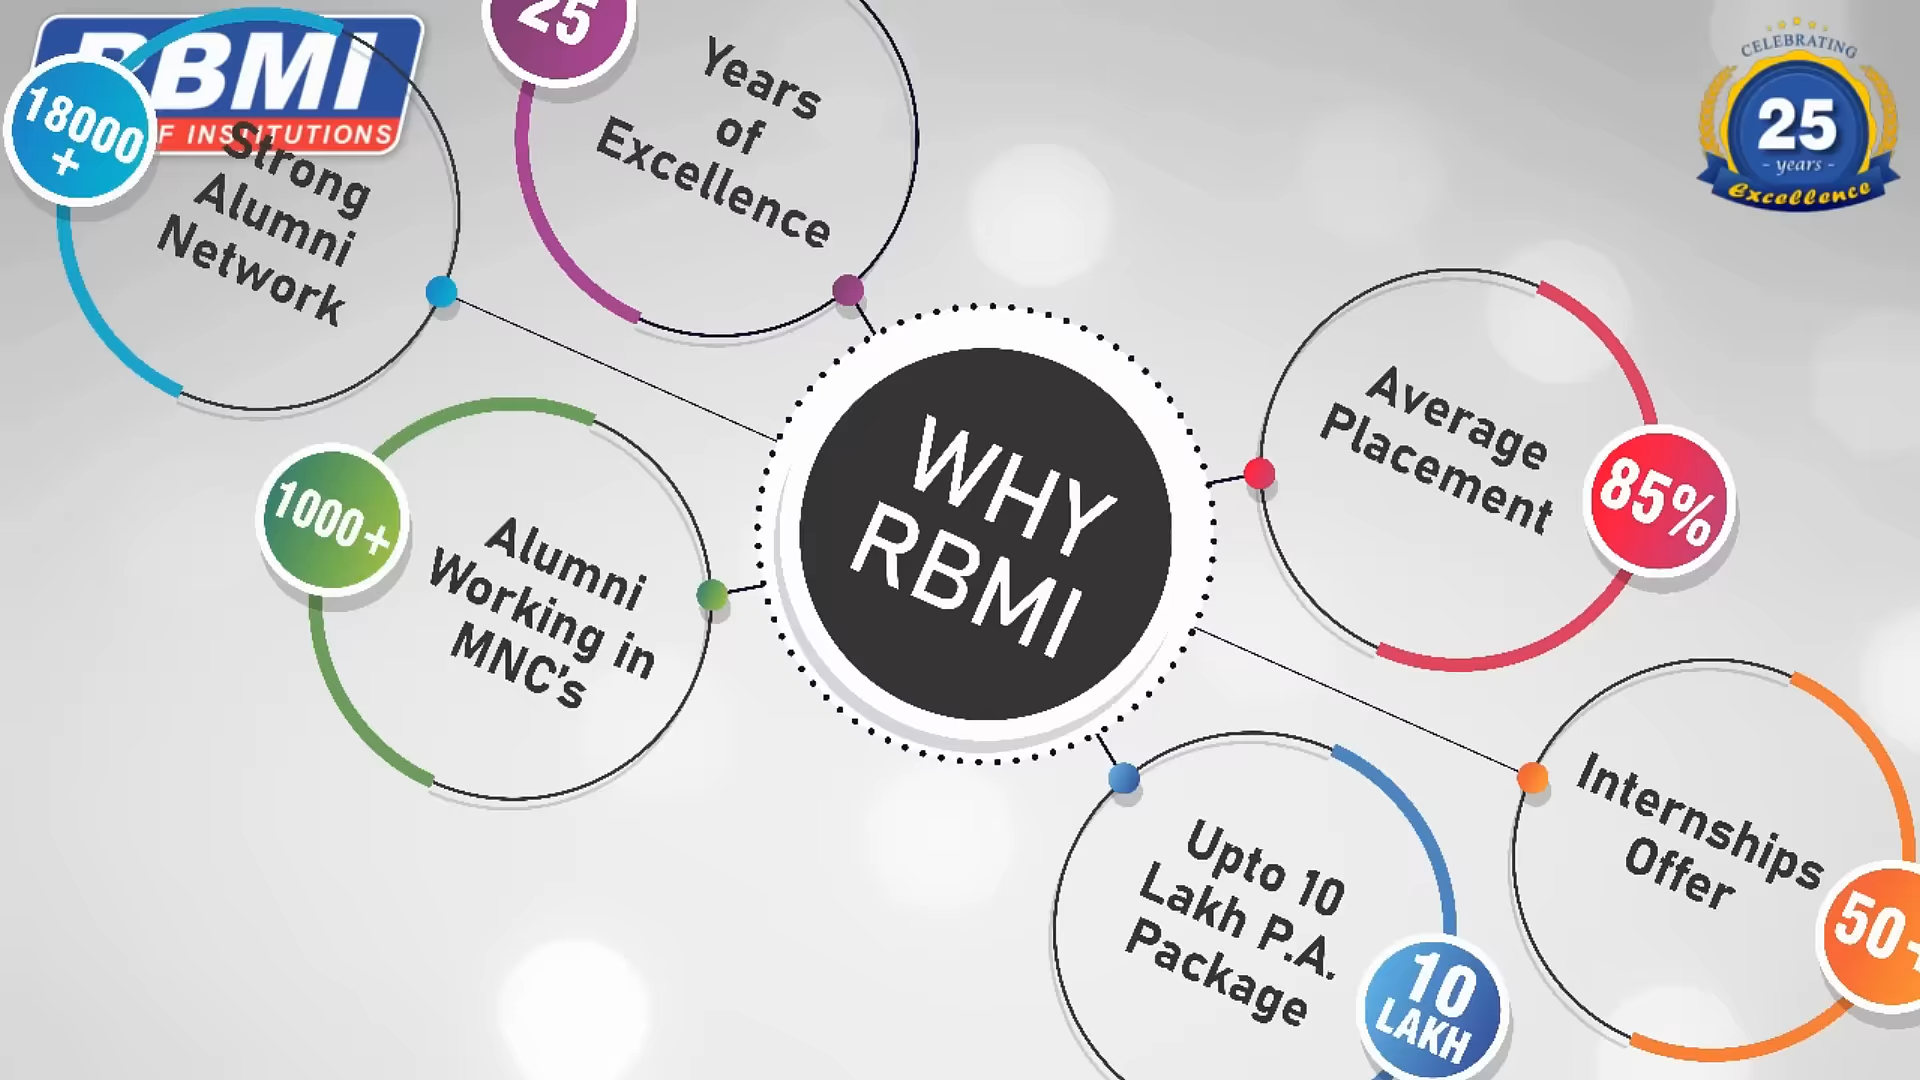 RBMI
F INSTITUTIONS
18000
+
Strong
Alumni
Network
25
Years
of
Excellence
CELEBRATING
25
- years -
Excellence
1000+
Alumni
Working in
MNC's
WHY
RBMI
Average
Placement
85%
Upto 10
Lakh P.A.
Package
10
LAKH
Internships
Offer
50+